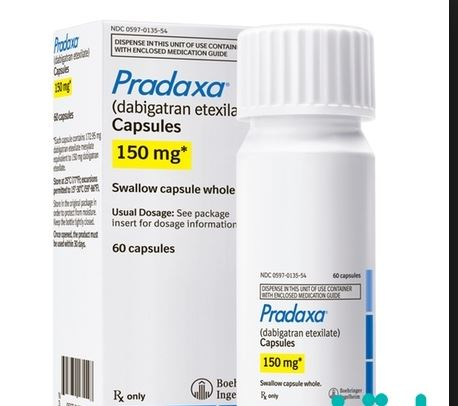 Pradaxa
(dabigatran etexilate)
Capsules
150 mg*
60 capsules
*Each capsule contains 172.95 mg
dabigatran etexilate mesylate
equivalent to 150 mg dabigatran
etexilate.
Store at 25°C (77°F); excursions
permitted to 15°-30°C (59°-86°F).
Store in the original package in
order to protect from moisture.
Keep the bottle tightly closed.
Once opened, the product must
be used within 30 days.
NDC 0597-0135-54
DISPENSE IN THIS UNIT OF USE
WITH ENCLOSED MEDICATION GUIDE
Pradaxa®
(dabigatran
Capsules
150 mg*
Swallow capsule whole
Usual Dosage: See package
insert for dosage information
60 capsules
Rx only
NDC 0597-0135-54 60 capsules
DISPENSE IN THIS UNIT OF USE CONTAINER
WITH ENCLOSED MEDICATION GUIDE
Pradaxa®
(dabigatran etexilate)
Capsules
150 mg*
Swallow capsule whole.
Rx only
Boehringer
Ingelheim